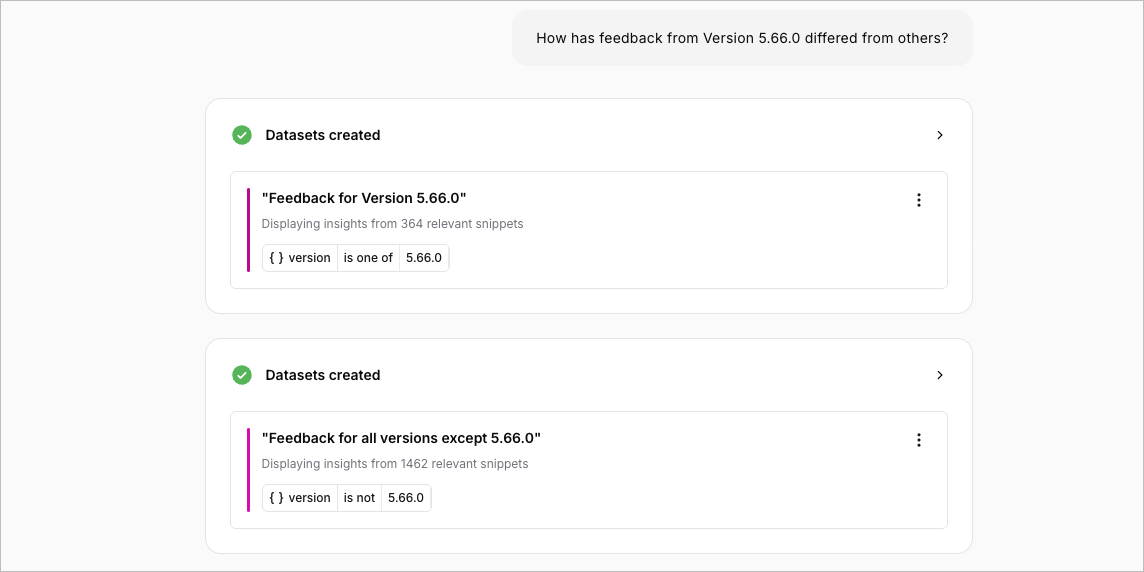 How has feedback from Version 5.66.0 differed from others?
Datasets created
"Feedback for Version 5.66.0"
Displaying insights from 364 relevant snippets
{ } version is one of 5.66.0
Datasets created
"Feedback for all versions except 5.66.0"
Displaying insights from 1462 relevant snippets
{ } version is not 5.66.0